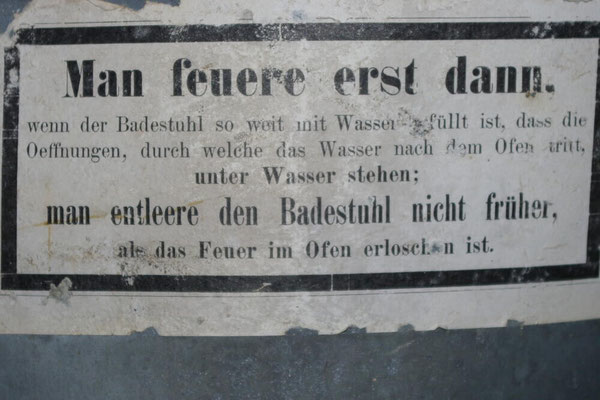 Man feuere erst dann,
wenn der Badestuhl so weit mit Wasser gefüllt ist, dass die
Oeffnungen, durch welche das Wasser nach dem Ofen tritt,
unter Wasser stehen;
man entleere den Badestuhl nicht früher,
als das Feuer im Ofen erloschen ist.